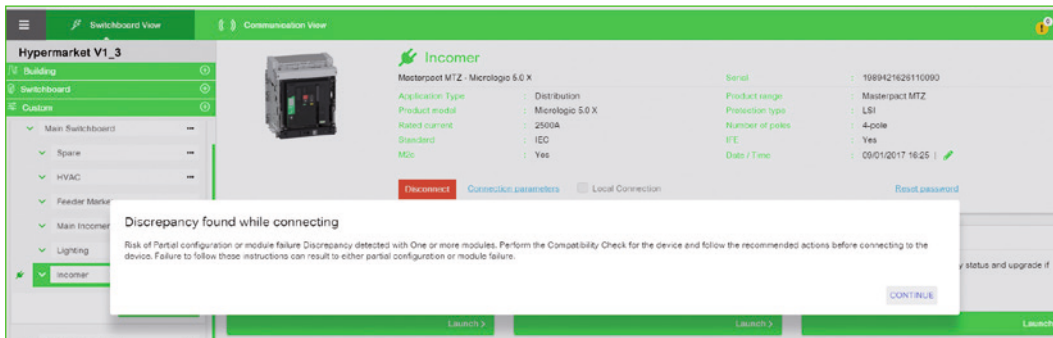 Switchboard View
Communication View
Hypermarket V1_3
Building
Switchboard
Custom
Main Switchboard
Spare
HVAC
Feeder Marke
Main Incomer
Lighting
Incomer
Incomer
Masterpact MTZ - Micrologic 5.0 X
Serial : 1989421626110093
Application Type : Distribution
Product range : Masterpact MTZ
Product model : Micrologic 5.0 X
Protection type : LSI
Rated current : 2500A
Number of poles : 4-pole
Standard : IEC
IFE : Yes
M2c : Yes
Date / Time : 09/01/2017 16:25 |
Disconnect
Connection parameters
Local Connection
Reset password
Discrepancy found while connecting
Risk of Partial configuration or module failure Discrepancy detected with One or more modules. Perform the Compatibility Check for the device and follow the recommended actions before connecting to the
device. Failure to follow these instructions can result to either partial configuration or module failure.
CONTINUE
y status and upgrade if
Launch >
Launch >
Launch